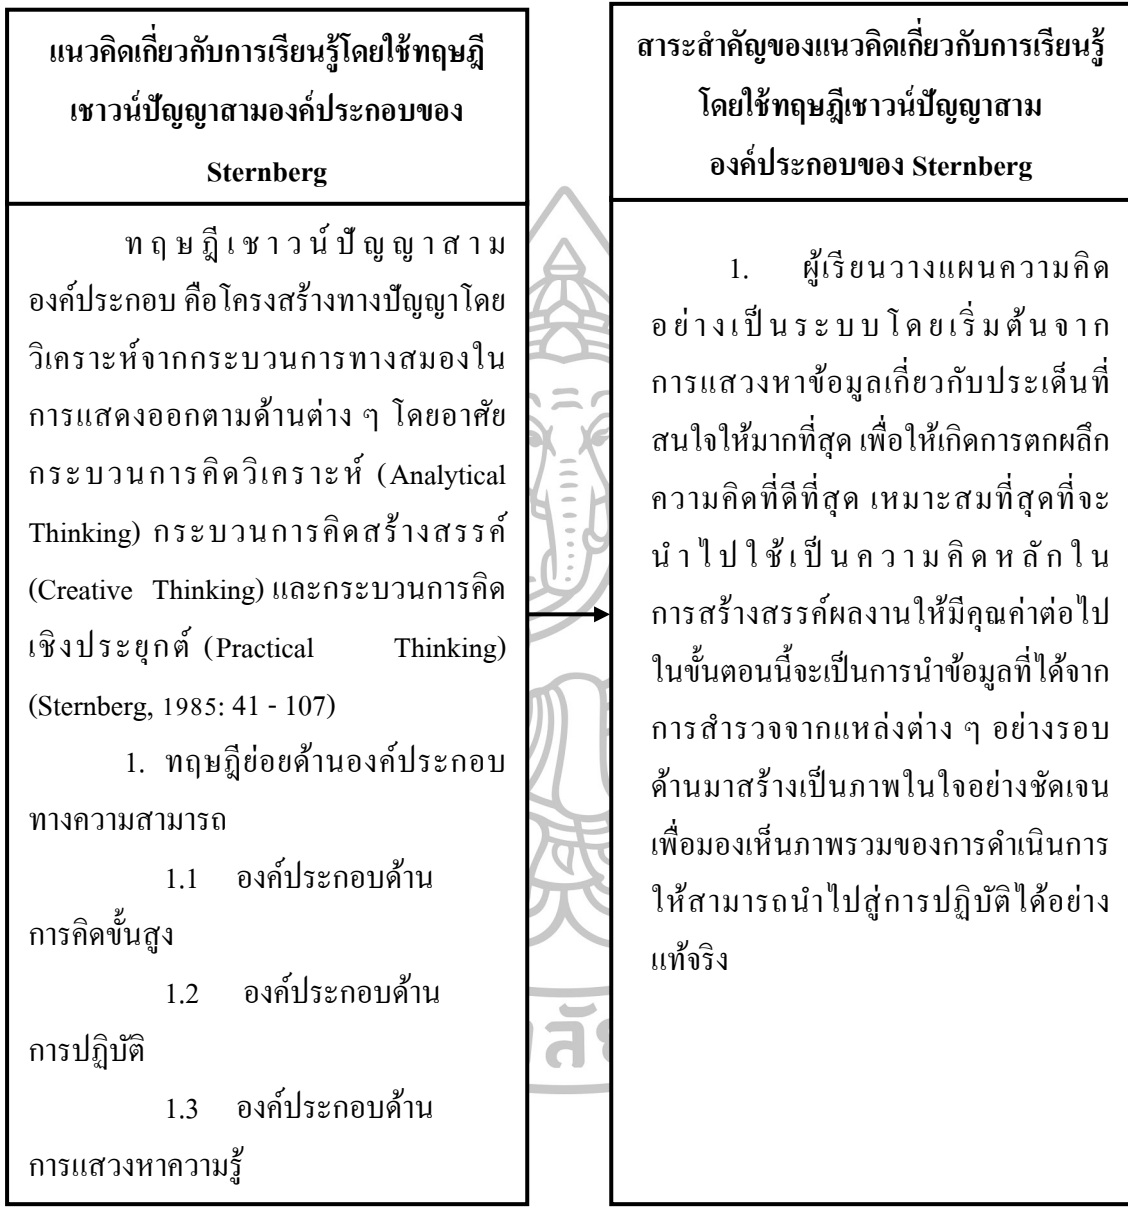 แนวคิดเกี่ยวกับการเรียนรู้โดยใช้ทฤษฎี
เชาวน์ปัญญาสามองค์ประกอบของ
Sternberg
ทฤษฎีเชาวน์ปัญญาสาม
องค์ประกอบ คือโครงสร้างทางปัญญาโดย
วิเคราะห์จากกระบวนการทางสมองใน
การแสดงออกตามด้านต่าง ๆ โดยอาศัย
กระบวนการคิดวิเคราะห์ (Analytical
Thinking) กระบวนการคิดสร้างสรรค์
(Creative Thinking) และกระบวนการคิด
เชิงประยุกต์ (Practical Thinking)
(Sternberg, 1985: 41 - 107)
1. ทฤษฎีย่อยด้านองค์ประกอบ
ทางความสามารถ
1.1 องค์ประกอบด้าน
การคิดขั้นสูง
1.2 องค์ประกอบด้าน
การปฏิบัติ
1.3 องค์ประกอบด้าน
การแสวงหาความรู้
สาระสำคัญของแนวคิดเกี่ยวกับการเรียนรู้
โดยใช้ทฤษฎีเชาวน์ปัญญาสาม
องค์ประกอบของ Sternberg
1. ผู้เรียนวางแผนความคิด
อย่างเป็นระบบโดยเริ่มต้นจาก
การแสวงหาข้อมูลเกี่ยวกับประเด็นที่
สนใจให้มากที่สุด เพื่อให้เกิดการตกผลึก
ความคิดที่ดีที่สุด เหมาะสมที่สุดที่จะ
นำไปใช้เป็นความคิดหลักใน
การสร้างสรรค์ผลงานให้มีคุณค่าต่อไป
ในขั้นตอนนี้จะเป็นการนำข้อมูลที่ได้จาก
การสำรวจจากแหล่งต่าง ๆ อย่างรอบ
ด้านมาสร้างเป็นภาพในใจอย่างชัดเจน
เพื่อมองเห็นภาพรวมของการดำเนินการ
ให้สามารถนำไปสู่การปฏิบัติได้อย่าง
แท้จริง